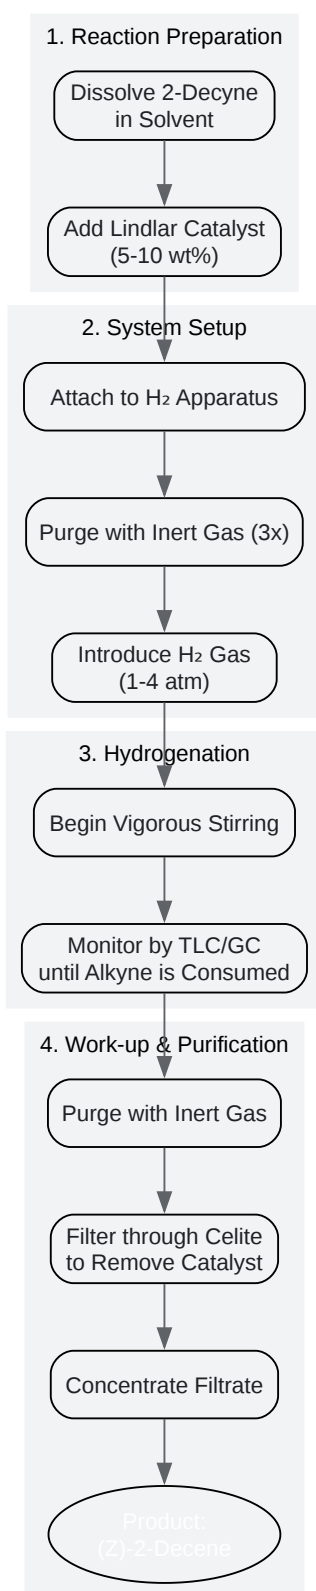 1. Reaction Preparation
Dissolve 2-Decyne
in Solvent
Add Lindlar Catalyst
(5-10 wt%)
2. System Setup
Attach to H₂ Apparatus
Purge with Inert Gas (3x)
Introduce H₂ Gas
(1-4 atm)
3. Hydrogenation
Begin Vigorous Stirring
Monitor by TLC/GC
until Alkyne is Consumed
4. Work-up & Purification
Purge with Inert Gas
Filter through Celite
to Remove Catalyst
Concentrate Filtrate
Product:
(Z)-2-Decene